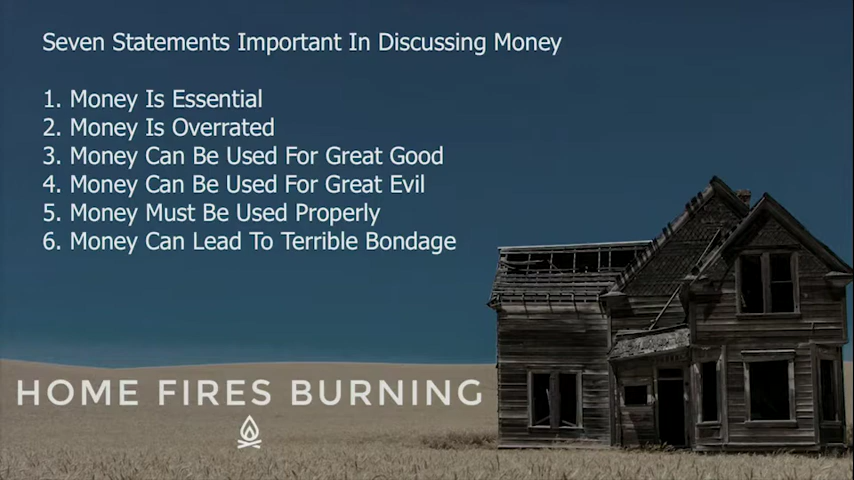 Seven Statements Important In Discussing Money
1. Money Is Essential
2. Money Is Overrated
3. Money Can Be Used For Great Good
4. Money Can Be Used For Great Evil
5. Money Must Be Used Properly
6. Money Can Lead To Terrible Bondage
HOME FIRES BURNING